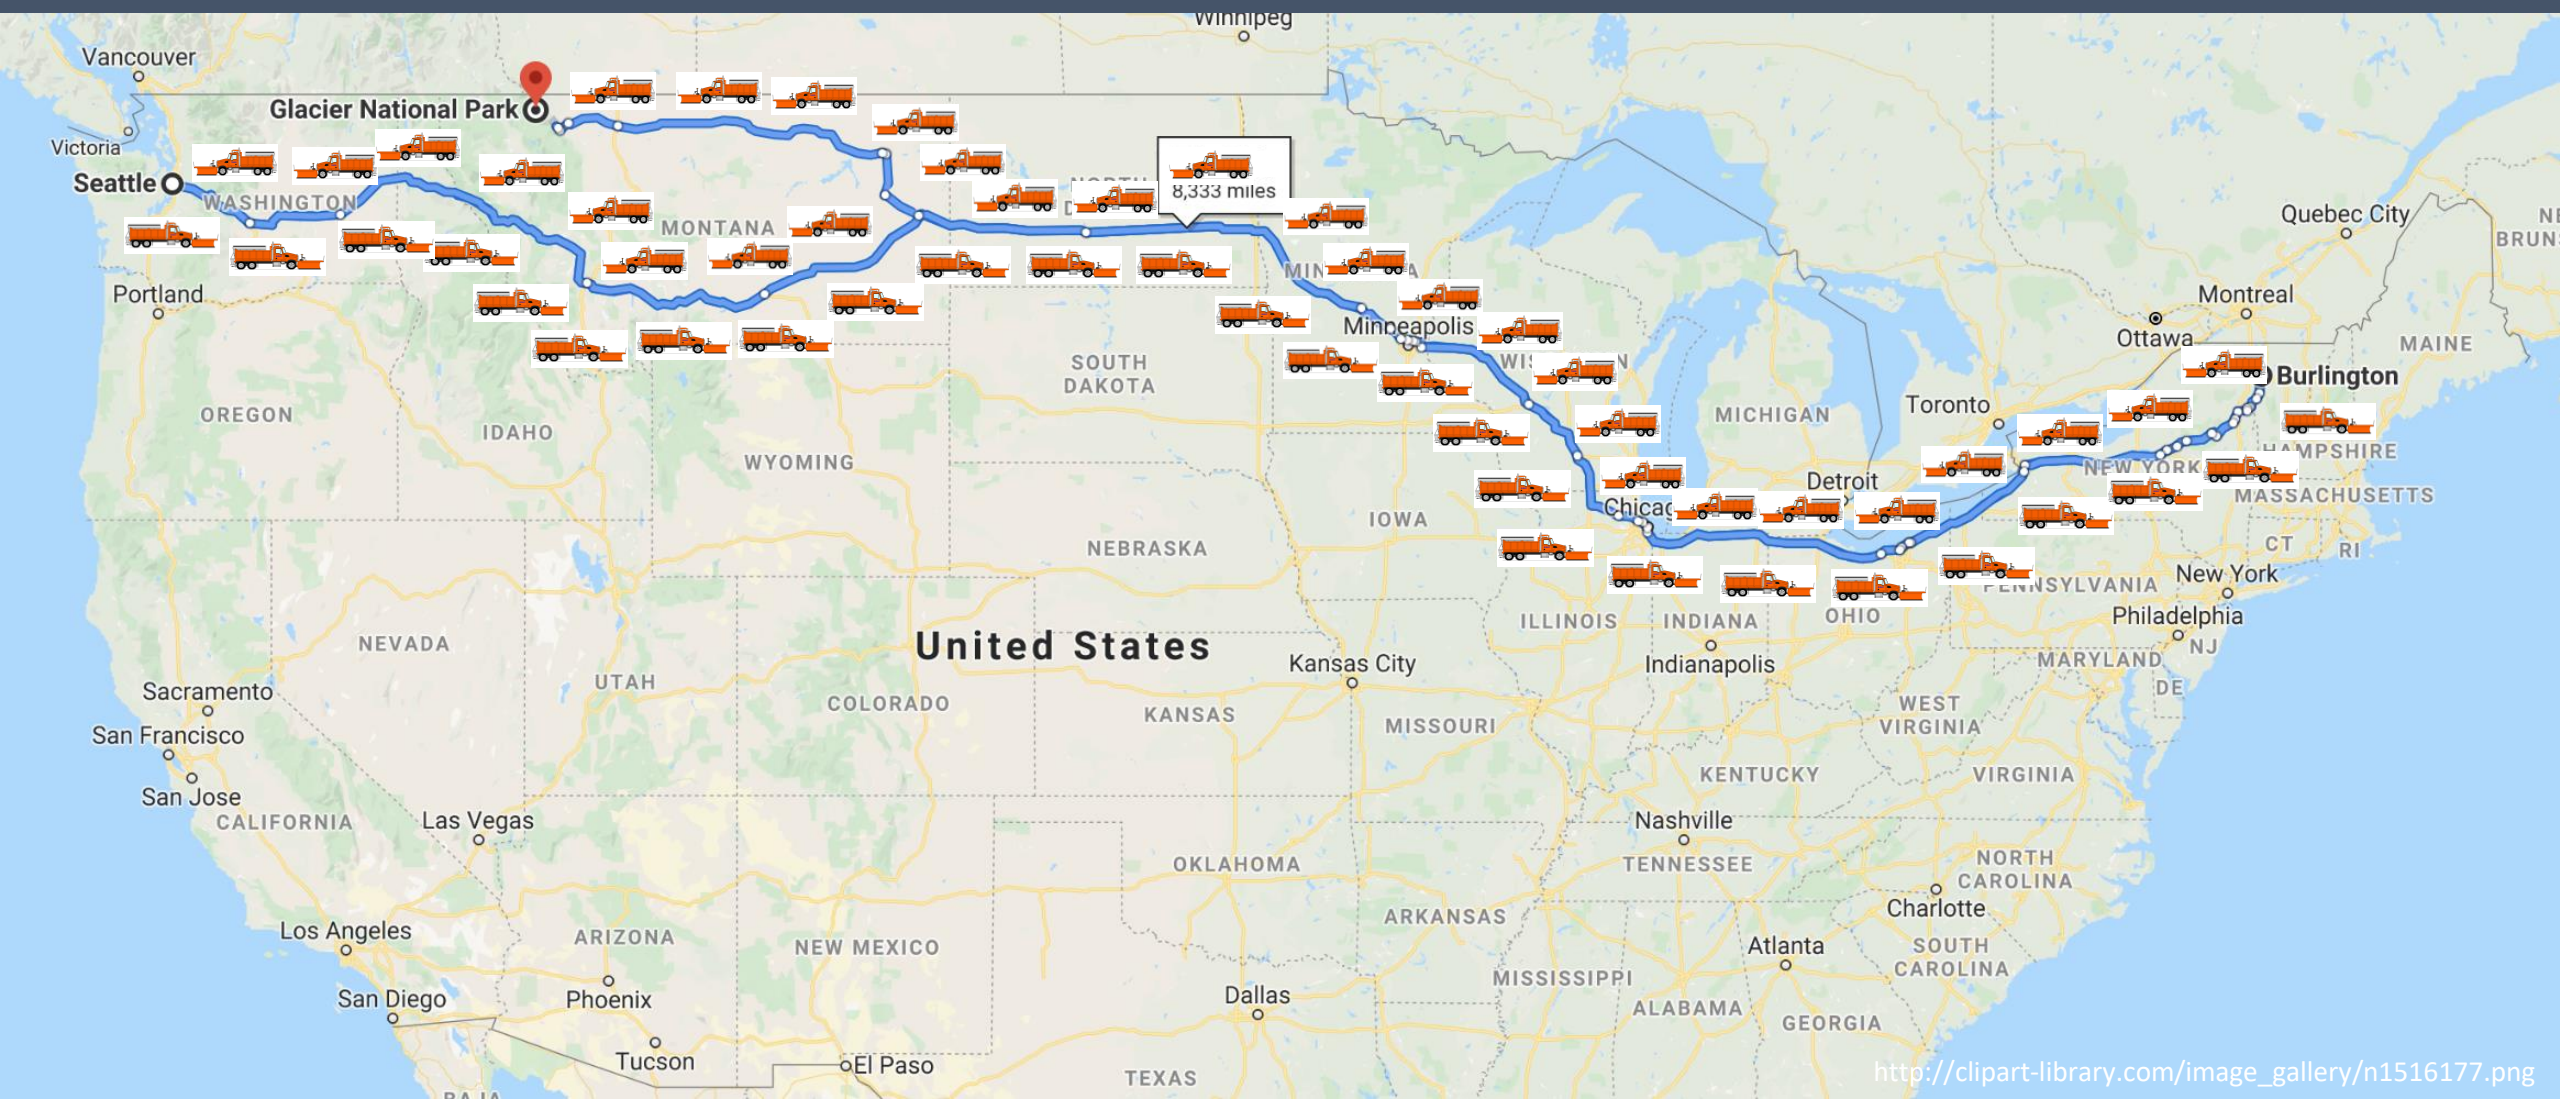 Winnipeg
Vancouver
Glacier National Park
Victoria
Seattle
WASHINGTON
MONTANA
8,333 miles
Quebec City
Portland
Montreal
Minneapolis
Ottawa
MAINE
SOUTH
DAKOTA
Burlington
OREGON
IDAHO
MICHIGAN
Toronto
WYOMING
HAMPSHIRE
NEW YORK
Detroit
MASSACHUSETTS
IOWA
NEBRASKA
CT
RI
PENNSYLVANIA
New York
ILLINOIS
INDIANA
OHIO
Philadelphia
NEVADA
United States
Kansas City
Indianapolis
MARYLAND
NJ
UTAH
DE
Sacramento
COLORADO
KANSAS
MISSOURI
WEST
VIRGINIA
San Francisco
KENTUCKY
VIRGINIA
San Jose
CALIFORNIA
Las Vegas
Nashville
OKLAHOMA
TENNESSEE
NORTH
CAROLINA
ARKANSAS
Charlotte
Los Angeles
ARIZONA
NEW MEXICO
Atlanta
SOUTH
CAROLINA
MISSISSIPPI
San Diego
Phoenix
Dallas
ALABAMA
GEORGIA
Tucson
El Paso
TEXAS
http://clipart-library.com/image_gallery/n1516177.png